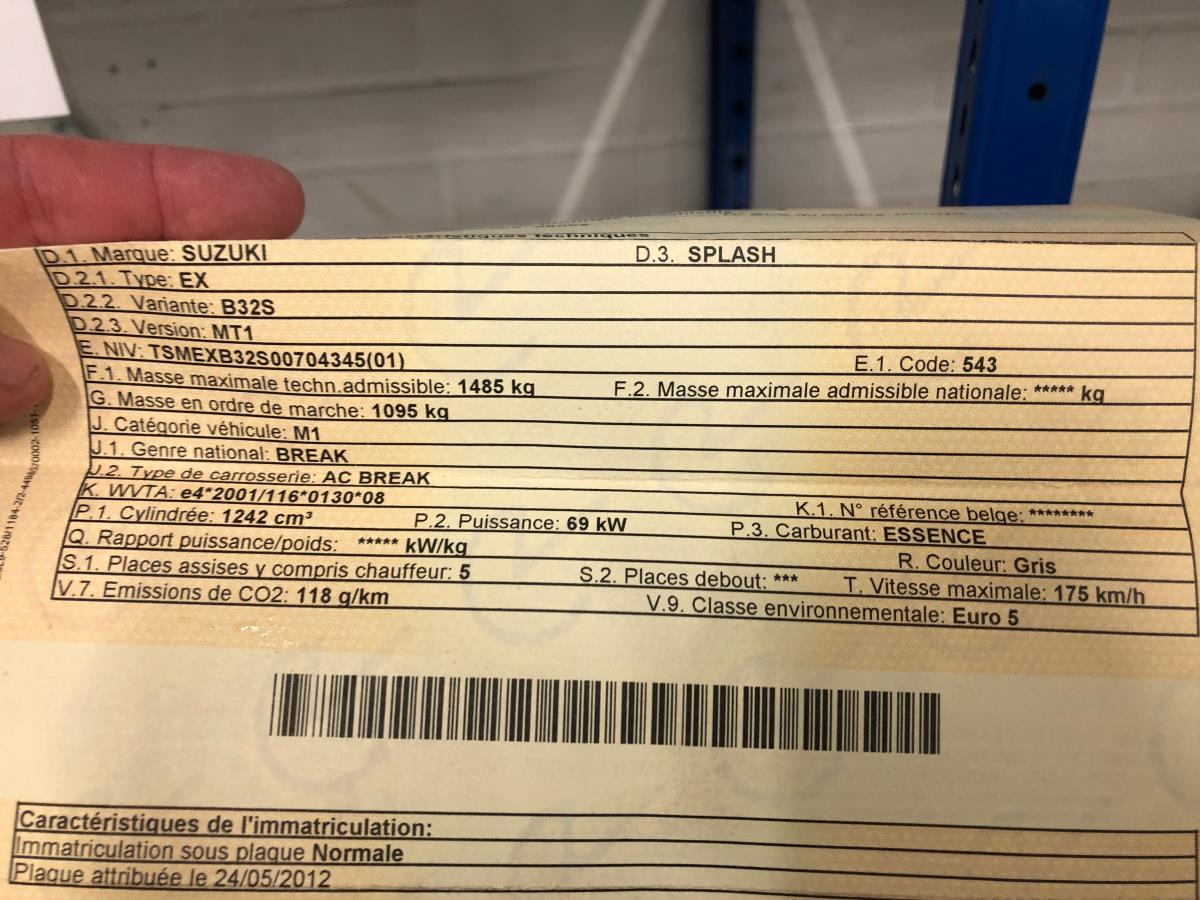 D.1. Marque: SUZUKI D.3. SPLASH
D.2.1. Type: EX
D.2.2. Variante: B32S
D.2.3. Version: MT1
E. NIV: TSMEXB32S00704345(01) E.1. Code: 543
F.1. Masse maximale techn.admissible: 1485 kg F.2. Masse maximale admissible nationale: ***** kg
G. Masse en ordre de marche: 1095 kg
J. Catégorie véhicule: M1
J.1. Genre national: BREAK
J.2. Type de carrosserie: AC BREAK
K. WVTA: e4*2001/116*0130*08 K.1. N° référence belge: ********
P.1. Cylindrée: 1242 cm³ P.2. Puissance: 69 kW P.3. Carburant: ESSENCE
Q. Rapport puissance/poids: ***** kW/kg R. Couleur: Gris
S.1. Places assises y compris chauffeur: 5 S.2. Places debout: *** T. Vitesse maximale: 175 km/h
V.7. Emissions de CO2: 118 g/km V.9. Classe environnementale: Euro 5
Caractéristiques de l'immatriculation:
Immatriculation sous plaque Normale
Plaque attribuée le 24/05/2012